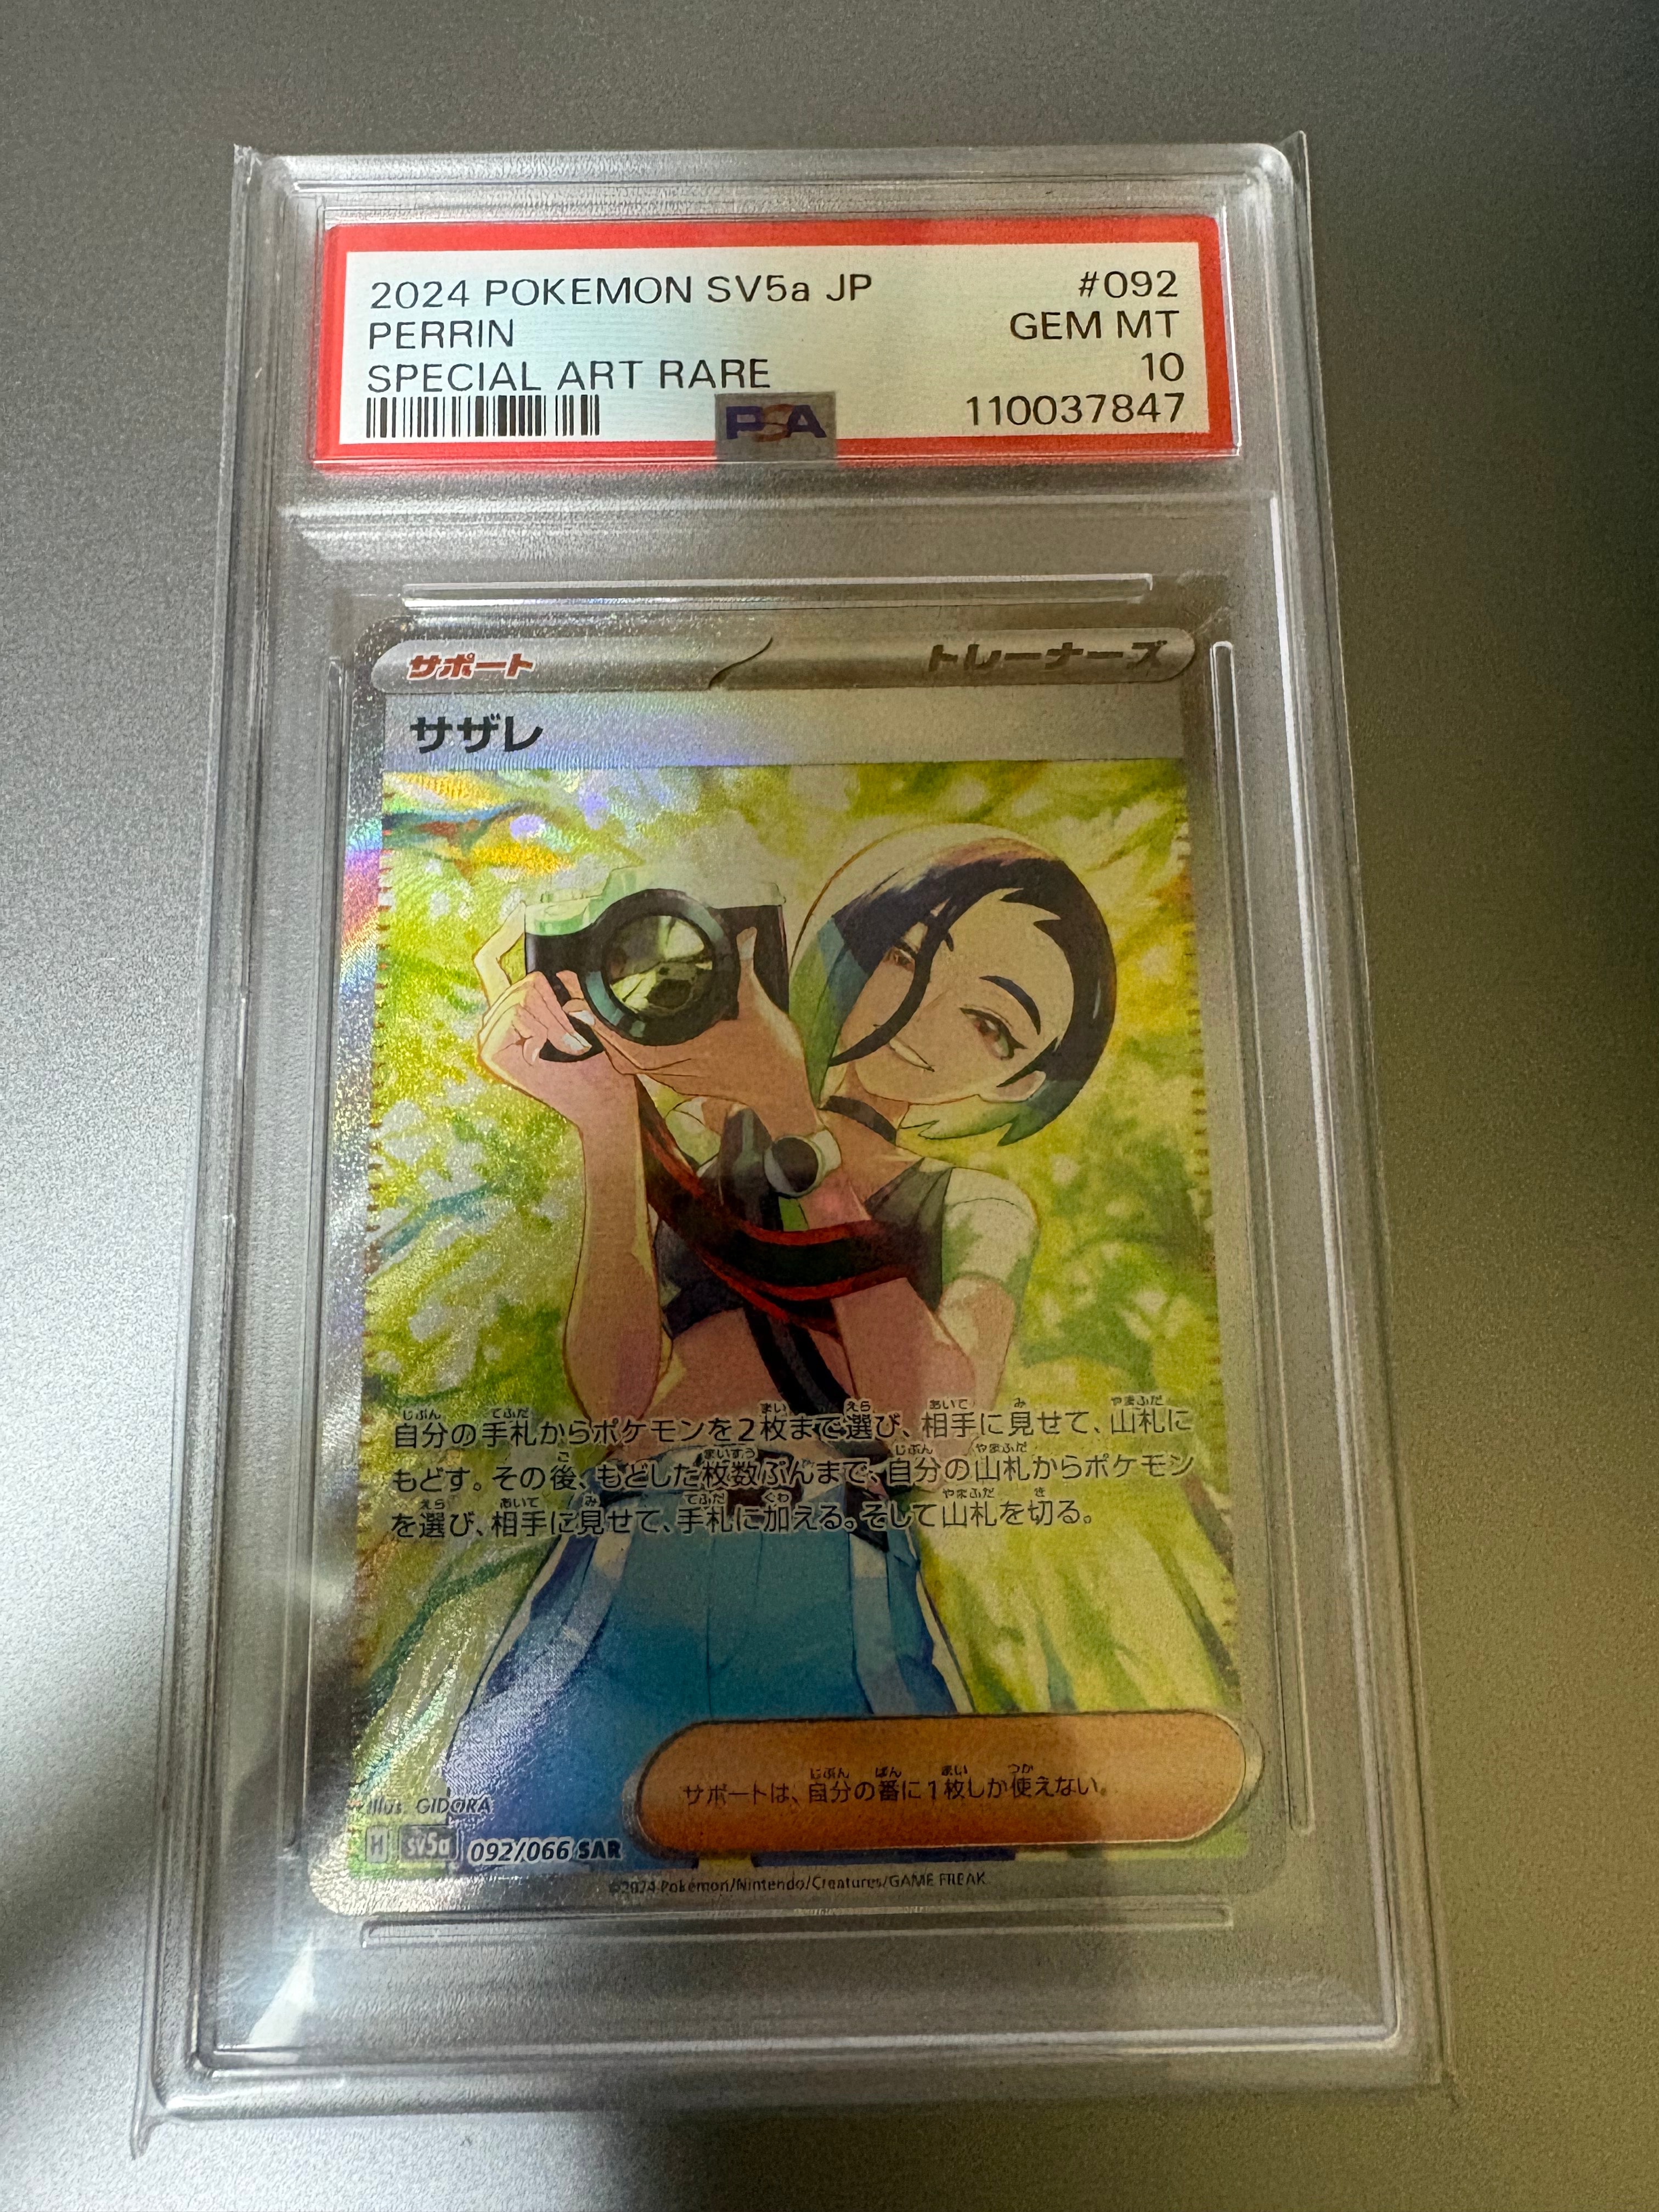 2024 POKEMON SV5a JP #092
PERRIN GEM MT
SPECIAL ART RARE 10
110037847
PSA
サポート トレーナーズ
サザレ
自分の手札からポケモンを2枚まで選び、相手に見せて、山札に
もどす。その後、もどした枚数ぶんまで、自分の山札からポケモン
を選び、相手に見せて、手札に加える。そして山札を切る。
サポートは、自分の番に1枚しか使えない。
illus. GIDORA
H sv5a 092/066 SAR
©2024 Pokémon/Nintendo/Creatures/GAME FREAK